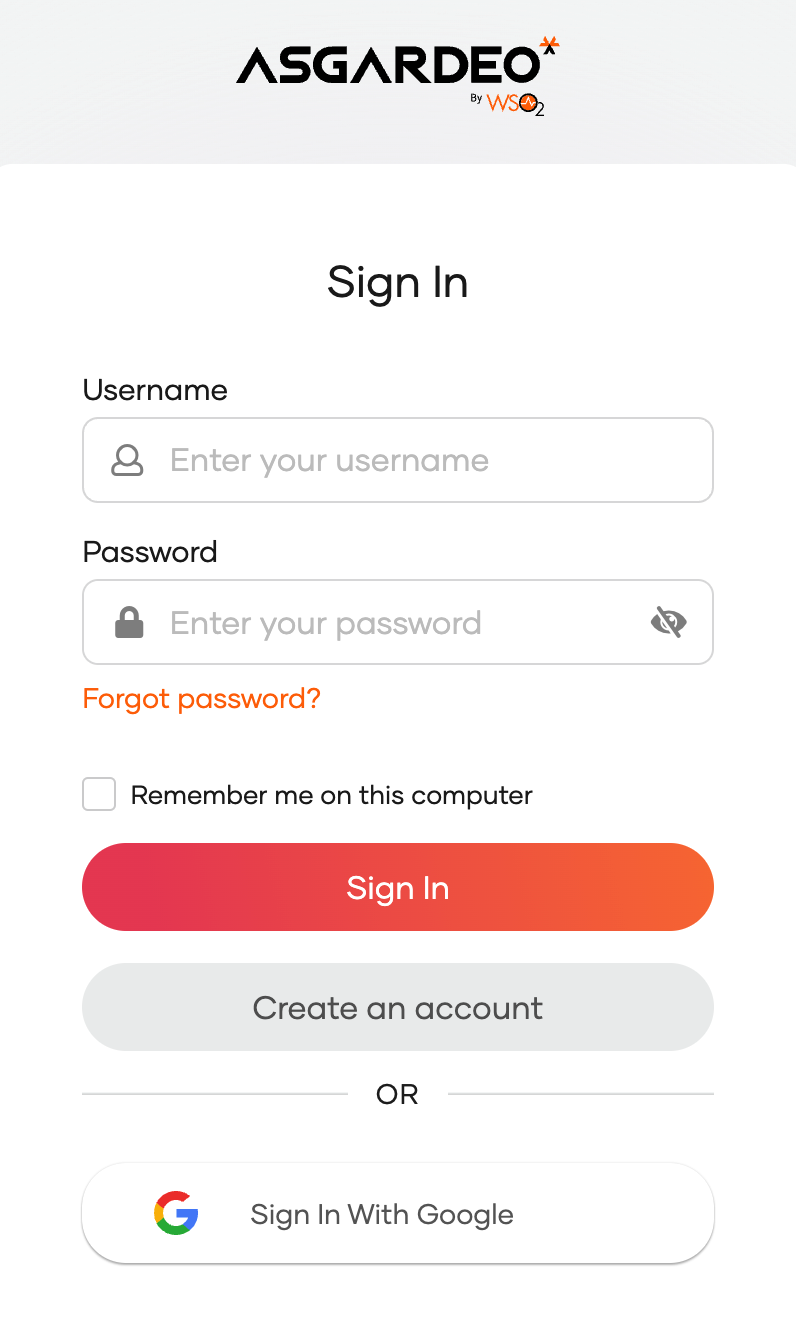 ASGARDEO
By WSO2
Sign In
Username
Enter your username
Password
Enter your password
Forgot password?
Remember me on this computer
Sign In
Create an account
OR
Sign In With Google